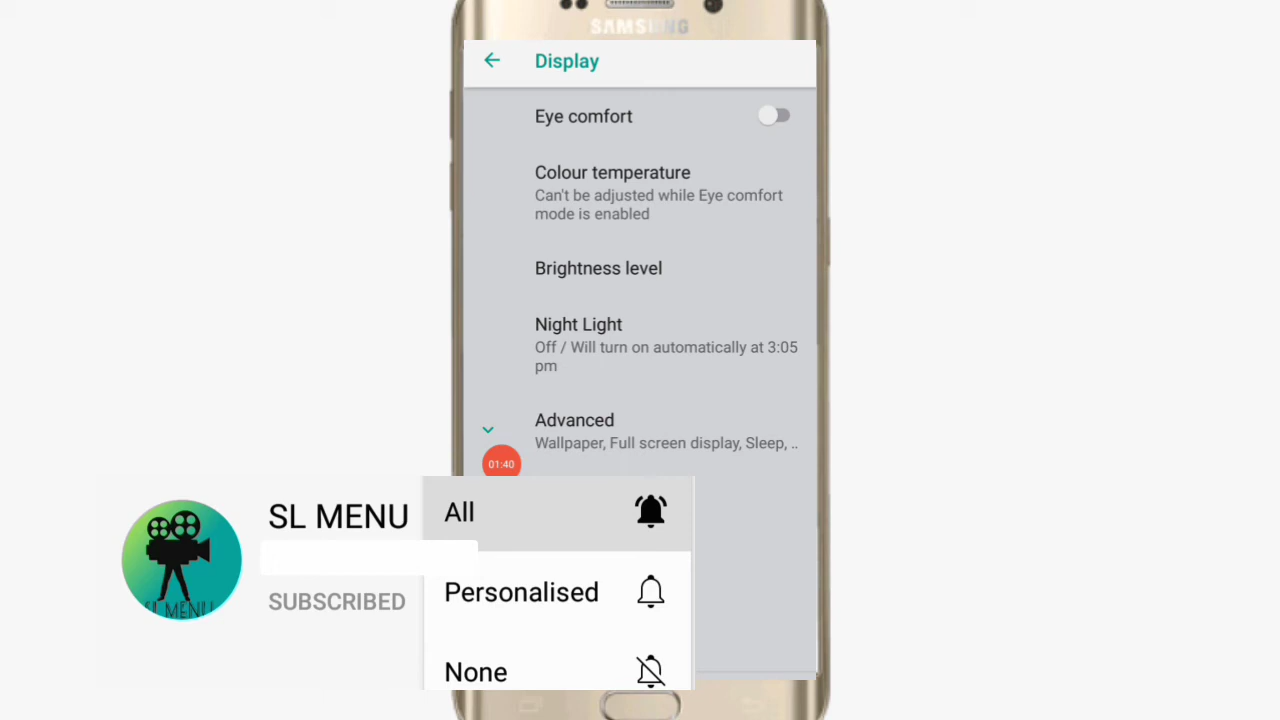 SAMSUNG
Display
Eye comfort
Colour temperature
Can't be adjusted while Eye comfort
mode is enabled
Brightness level
Night Light
Off / Will turn on automatically at 3:05
pm
Advanced
Wallpaper, Full screen display, Sleep, ..
01:40
SL MENU
SUBSCRIBED
SL MENU
All
Personalised
None